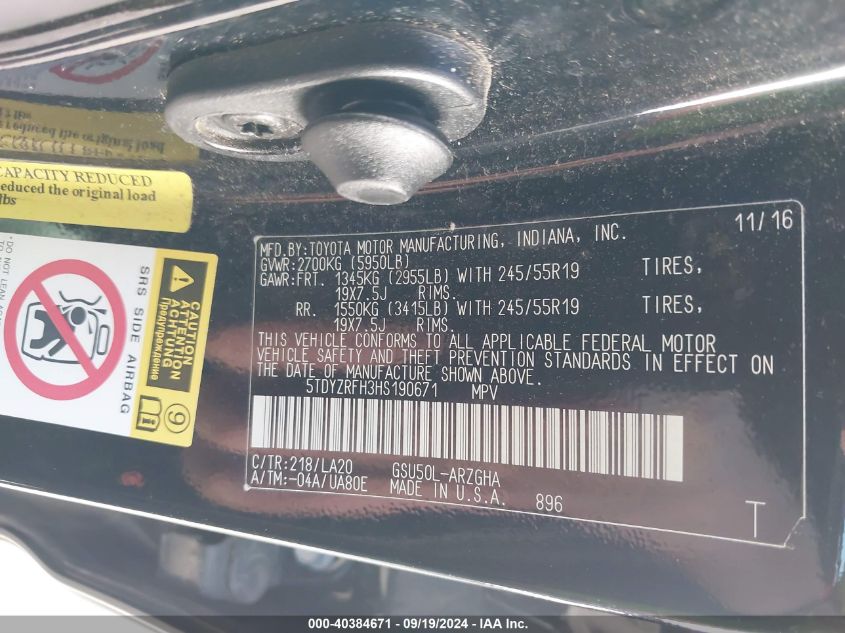 CAPACITY REDUCED
reduced the original load
lbs
SRS SIDE AIRBAG
CAUTION
ATTENTION
ACHTUNG
Предупреждение
MFD.BY:TOYOTA MOTOR MANUFACTURING, INDIANA, INC. 11/16
GVWR:2700KG (5950LB)
GAWR:FRT. 1345KG (2955LB) WITH 245/55R19 TIRES,
19X7.5J RIMS.
RR. 1550KG (3415LB) WITH 245/55R19 TIRES,
19X7.5J RIMS.
THIS VEHICLE CONFORMS TO ALL APPLICABLE FEDERAL MOTOR
VEHICLE SAFETY AND THEFT PREVENTION STANDARDS IN EFFECT ON
THE DATE OF MANUFACTURE SHOWN ABOVE.
5TDYZRFH3HS190671 MPV
C/TR:218/LA20 GSU50L-ARZGHA
A/TM:-04A/UA80E MADE IN U.S.A. 896
T
000-40384671 / 09/19/2024 - IAA Inc.